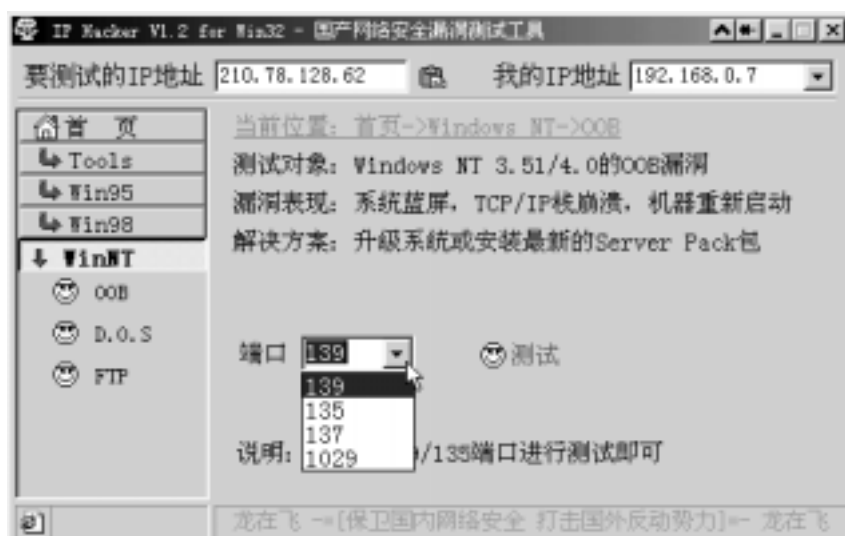 IP Hacker V1.2 for Win32 - 国产网络安全漏洞测试工具
要测试的IP地址 210.78.128.62 我的IP地址 192.168.0.7
首 页
Tools
Win95
Win98
WinNT
OOB
D.O.S
FTP
当前位置: 首页->Windows NT->OOB
测试对象: Windows NT 3.51/4.0的OOB漏洞
漏洞表现: 系统蓝屏, TCP/IP栈崩溃, 机器重新启动
解决方案: 升级系统或安装最新的Server Pack包
端口 139 测试
139
135
137
1029
说明: /135端口进行测试即可
龙在飞 -=[保卫国内网络安全 打击国外反动势力]=- 龙在飞